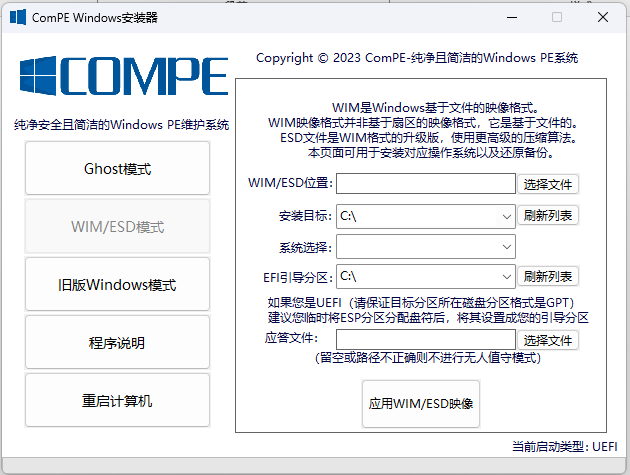 ComPE Windows安装器
COMPE
纯净安全且简洁的Windows PE维护系统
Ghost模式
WIM/ESD模式
旧版Windows模式
程序说明
重启计算机
Copyright © 2023 ComPE-纯净且简洁的Windows PE系统
WIM是Windows基于文件的映像格式。
WIM映像格式并非基于扇区的映像格式，它是基于文件的。
ESD文件是WIM格式的升级版，使用更高级的压缩算法。
本页面可用于安装对应操作系统以及还原备份。
WIM/ESD位置: 选择文件
安装目标: C:\ 刷新列表
系统选择:
EFI引导分区: C:\ 刷新列表
如果您是UEFI（请保证目标分区所在磁盘分区格式是GPT）
建议您临时将ESP分区分配盘符后，将其设置成您的引导分区
应答文件: 选择文件
（留空或路径不正确则不进行无人值守模式）
应用WIM/ESD映像
当前启动类型: UEFI